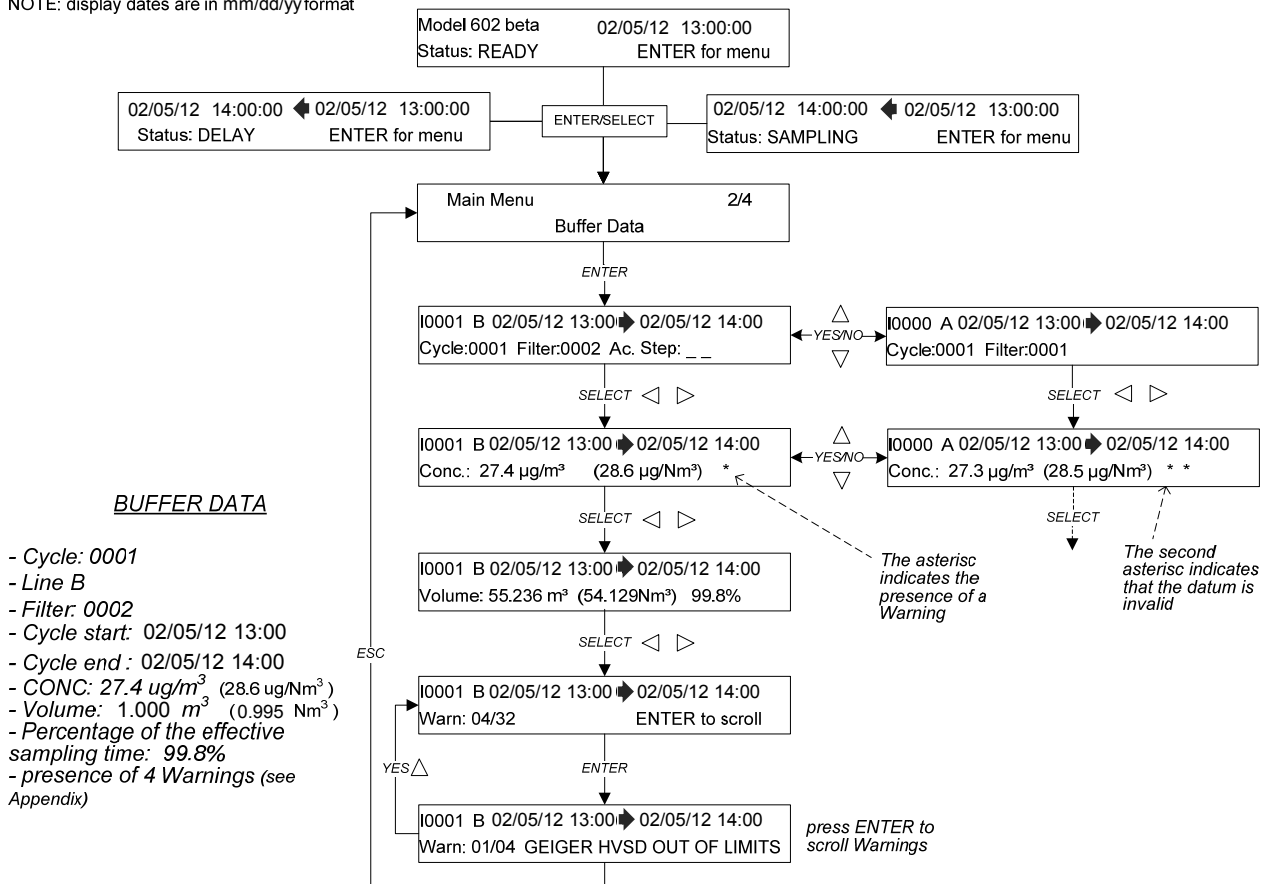 NOTE: display dates are in mm/dd/yy format
Model 602 beta 02/05/12 13:00:00
Status: READY ENTER for menu
02/05/12 14:00:00 🡄 02/05/12 13:00:00
Status: DELAY ENTER for menu
ENTER/SELECT
02/05/12 14:00:00 🡄 02/05/12 13:00:00
Status: SAMPLING ENTER for menu
Main Menu 2/4
Buffer Data
ENTER
I0001 B 02/05/12 13:00 🡆 02/05/12 14:00
Cycle:0001 Filter:0002 Ac. Step: _ _
△
YES/NO
▽
I0000 A 02/05/12 13:00 🡆 02/05/12 14:00
Cycle:0001 Filter:0001
SELECT ◁ ▷
SELECT ◁ ▷
I0001 B 02/05/12 13:00 🡆 02/05/12 14:00
Conc.: 27.4 µg/m³ (28.6 µg/Nm³) *
△
YES/NO
▽
I0000 A 02/05/12 13:00 🡆 02/05/12 14:00
Conc.: 27.3 µg/m³ (28.5 µg/Nm³) * *
SELECT ◁ ▷
SELECT
The asterisc
indicates the
presence of a
Warning
The second
asterisc indicates
that the datum is
invalid
I0001 B 02/05/12 13:00 🡆 02/05/12 14:00
Volume: 55.236 m³ (54.129Nm³) 99.8%
SELECT ◁ ▷
I0001 B 02/05/12 13:00 🡆 02/05/12 14:00
Warn: 04/32 ENTER to scroll
YES △
ENTER
I0001 B 02/05/12 13:00 🡆 02/05/12 14:00
Warn: 01/04 GEIGER HVSD OUT OF LIMITS
press ENTER to
scroll Warnings
ESC
BUFFER DATA
- Cycle: 0001
- Line B
- Filter: 0002
- Cycle start: 02/05/12 13:00
- Cycle end : 02/05/12 14:00
- CONC: 27.4 ug/m³ (28.6 ug/Nm³)
- Volume: 1.000 m³ (0.995 Nm³)
- Percentage of the effective
sampling time: 99.8%
- presence of 4 Warnings (see
Appendix)